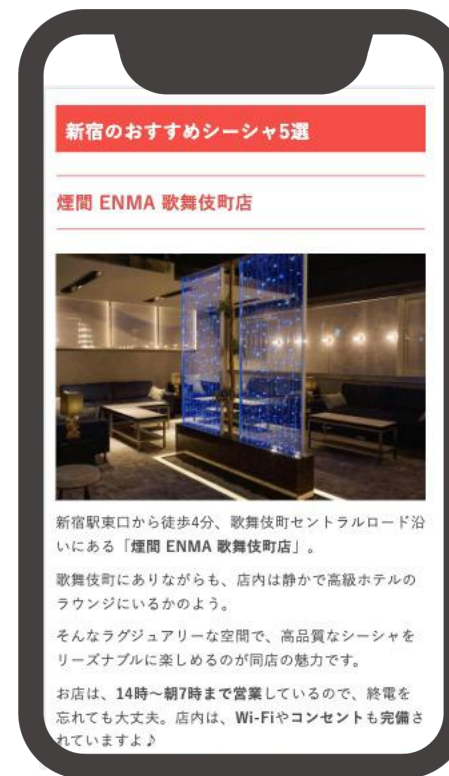 新宿のおすすめシーシャ5選
煙間 ENMA 歌舞伎町店
新宿駅東口から徒歩4分、歌舞伎町セントラルロード沿
いにある「煙間 ENMA 歌舞伎町店」。
歌舞伎町にありながらも、店内は静かで高級ホテルの
ラウンジにいるかのよう。
そんなラグジュアリーな空間で、高品質なシーシャを
リーズナブルに楽しめるのが同店の魅力です。
お店は、14時〜朝7時まで営業しているので、終電を
忘れても大丈夫。店内は、Wi-Fiやコンセントも完備さ
れていますよ♪